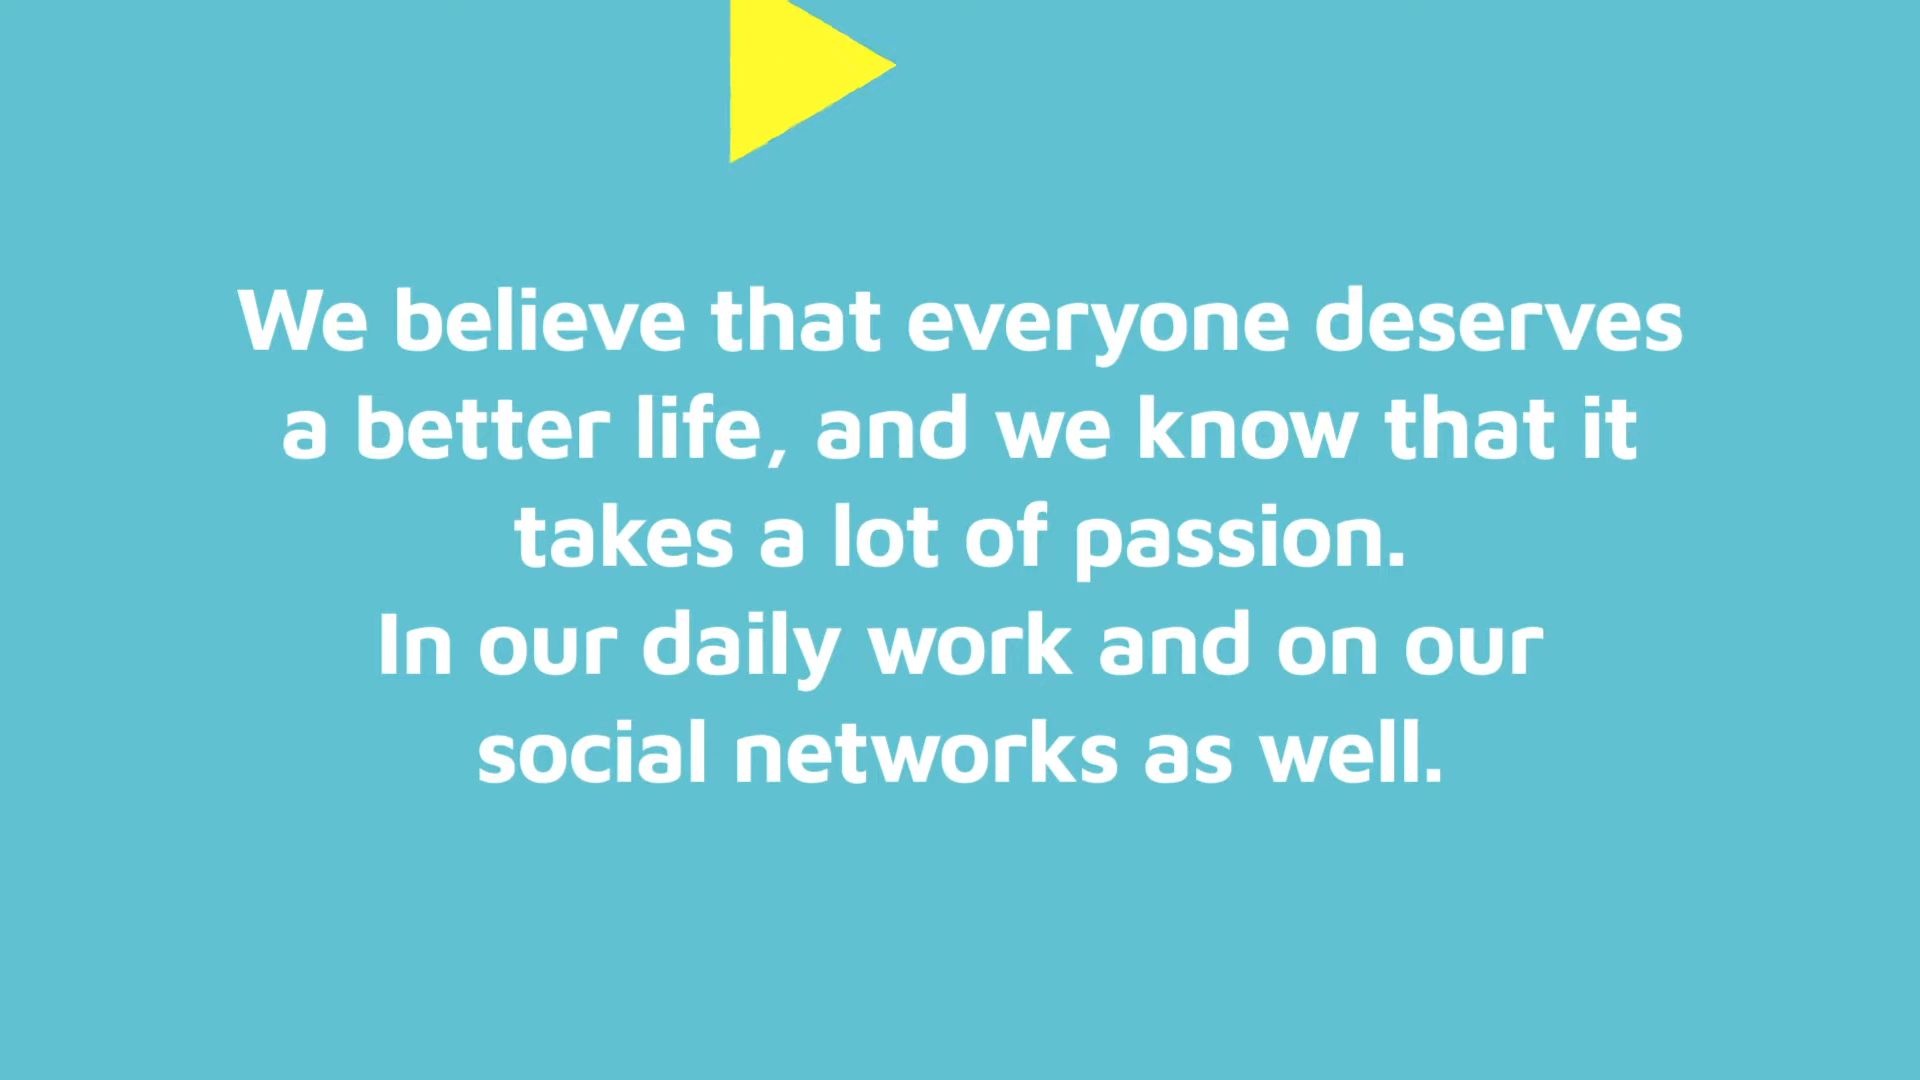 We believe that everyone deserves
a better life, and we know that it
takes a lot of passion.
In our daily work and on our
social networks as well.